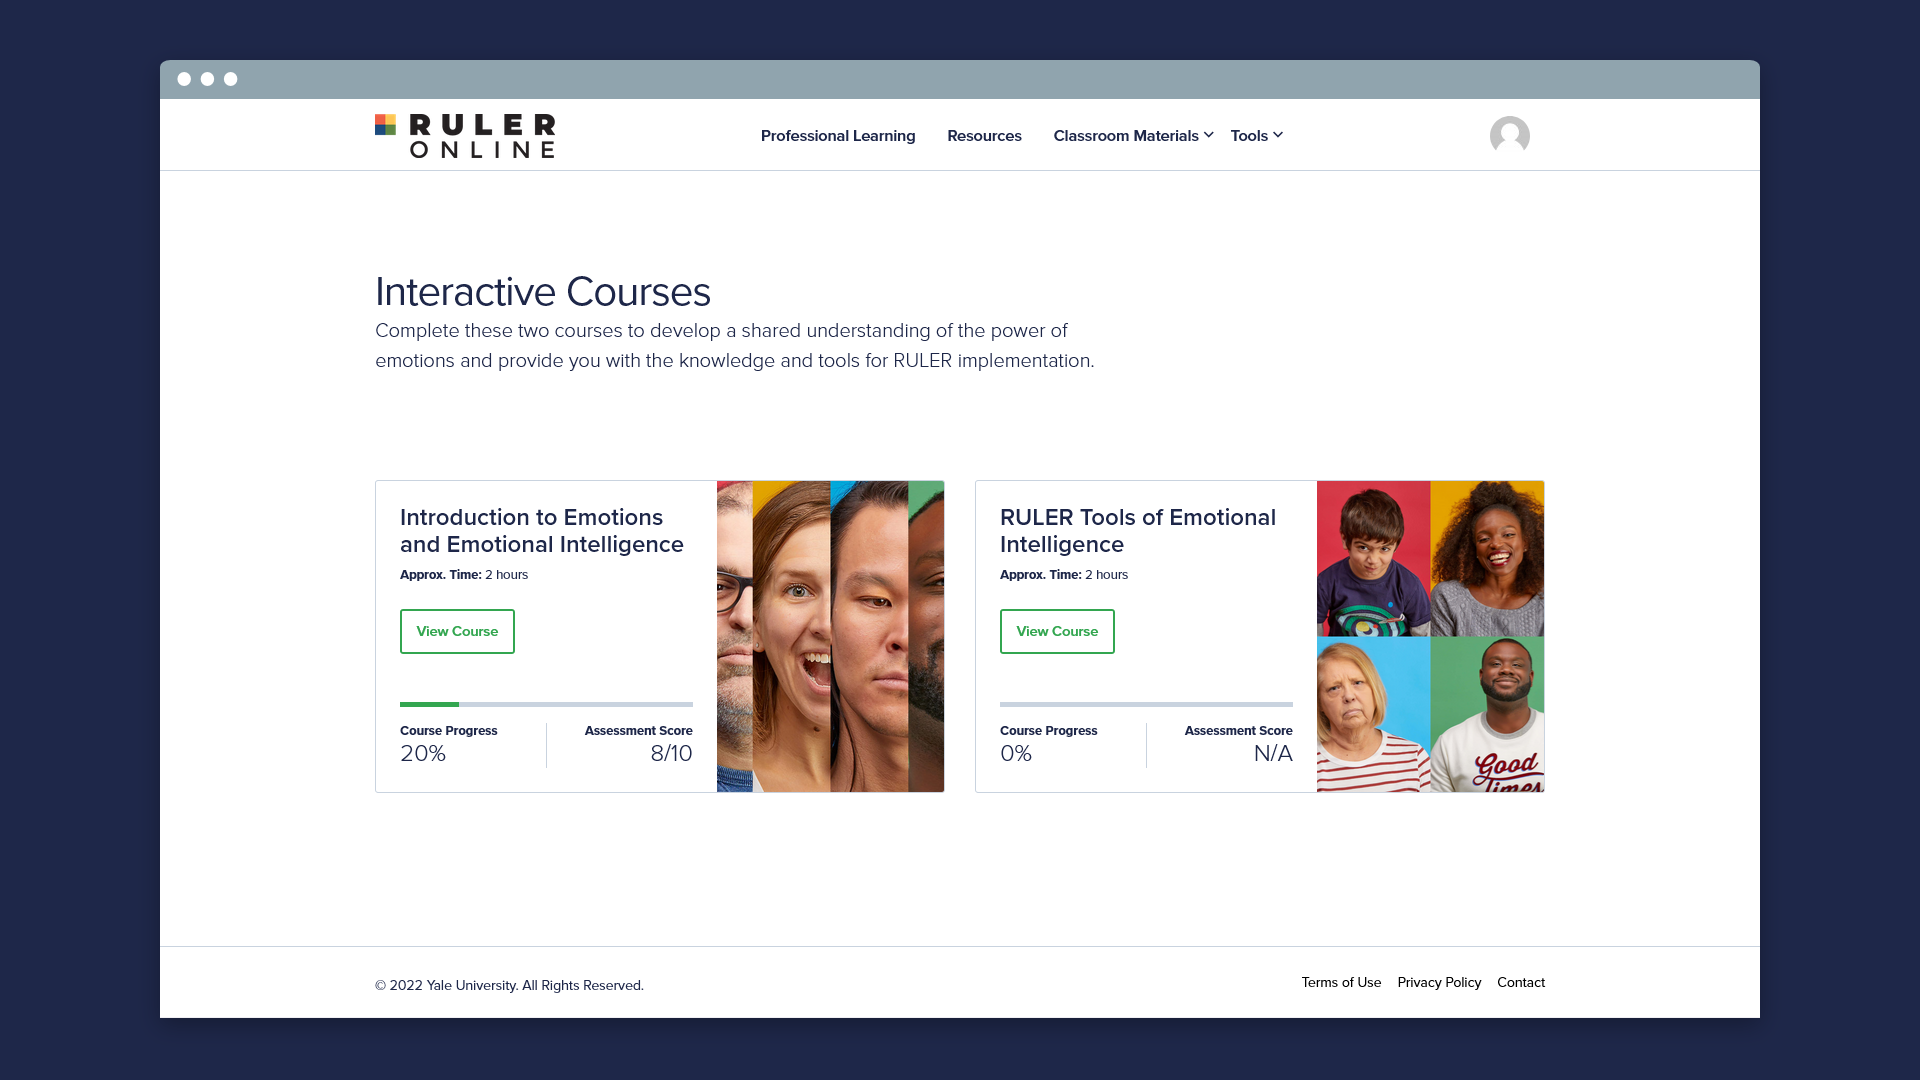 RULER
ONLINE
Professional Learning
Resources
Classroom Materials
Tools
Interactive Courses
Complete these two courses to develop a shared understanding of the power of
emotions and provide you with the knowledge and tools for RULER implementation.
Introduction to Emotions
and Emotional Intelligence
Approx. Time: 2 hours
View Course
Course Progress
20%
Assessment Score
8/10
RULER Tools of Emotional
Intelligence
Approx. Time: 2 hours
View Course
Course Progress
0%
Assessment Score
N/A
Good
Times
© 2022 Yale University. All Rights Reserved.
Terms of Use
Privacy Policy
Contact